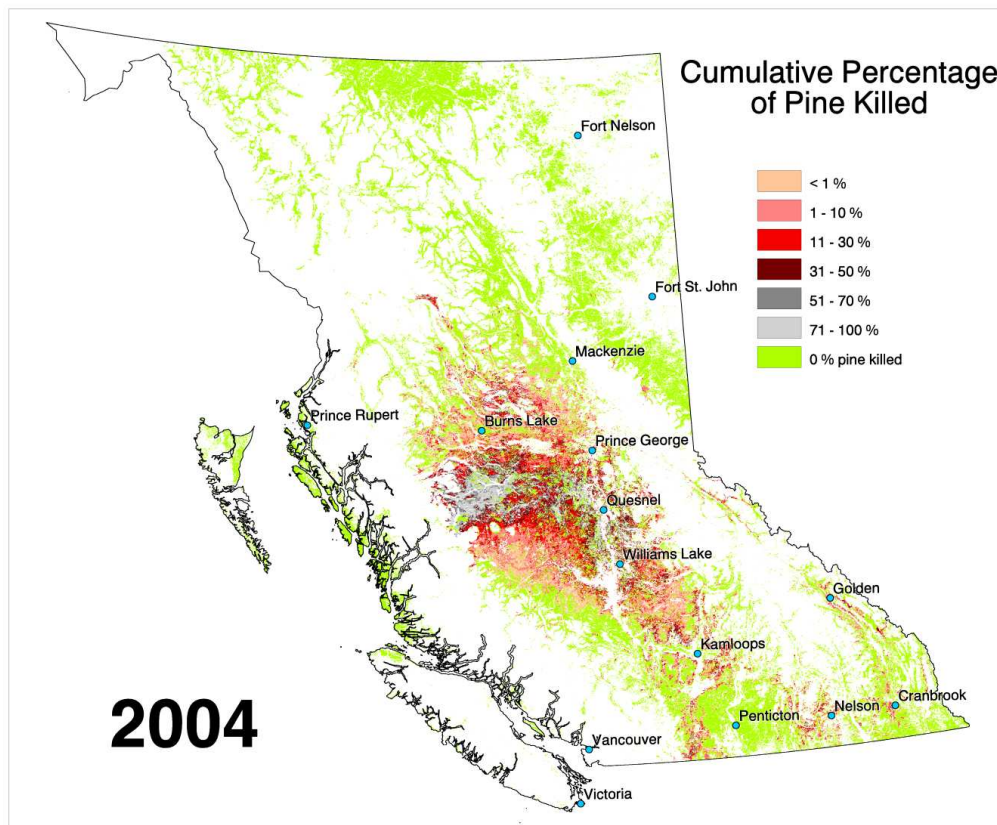 Cumulative Percentage
of Pine Killed
Fort Nelson
< 1 %
1 - 10 %
11 - 30 %
31 - 50 %
51 - 70 %
71 - 100 %
0 % pine killed
Fort St. John
Mackenzie
Prince Rupert
Burns Lake
Prince George
Quesnel
Williams Lake
Golden
Kamloops
Cranbrook
Nelson
Penticton
2004
Vancouver
Victoria